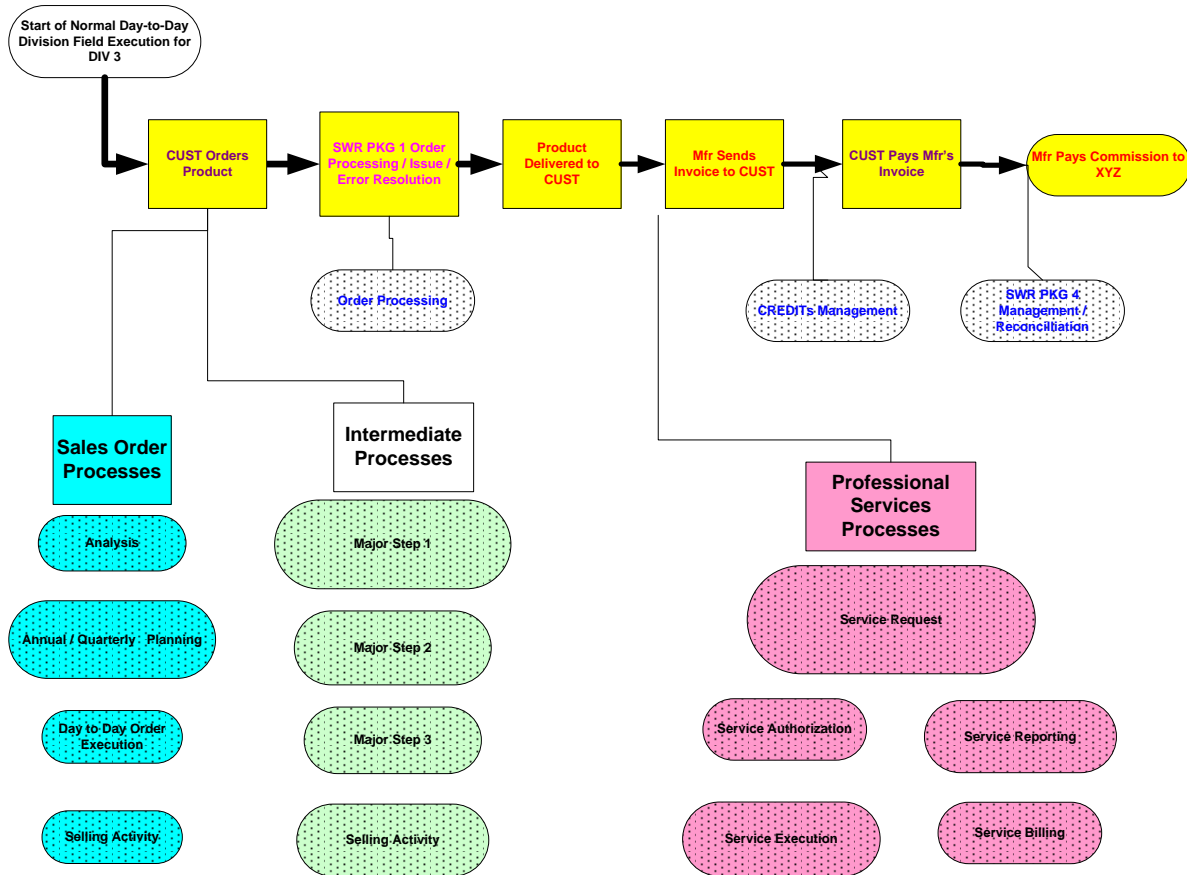 Start of Normal Day-to-Day
Division Field Execution for
DIV 3
CUST Orders
Product
SWR PKG 1 Order
Processing / Issue /
Error Resolution
Product
Delivered to
CUST
Mfr Sends
Invoice to CUST
CUST Pays Mfr's
Invoice
Mfr Pays Commission to
XYZ
Order Processing
CREDITs Management
SWR PKG 4
Management /
Reconcilliation
Sales Order
Processes
Analysis
Annual / Quarterly Planning
Day to Day Order
Execution
Selling Activity
Intermediate
Processes
Major Step 1
Major Step 2
Major Step 3
Selling Activity
Professional
Services
Processes
Service Request
Service Authorization
Service Reporting
Service Execution
Service Billing